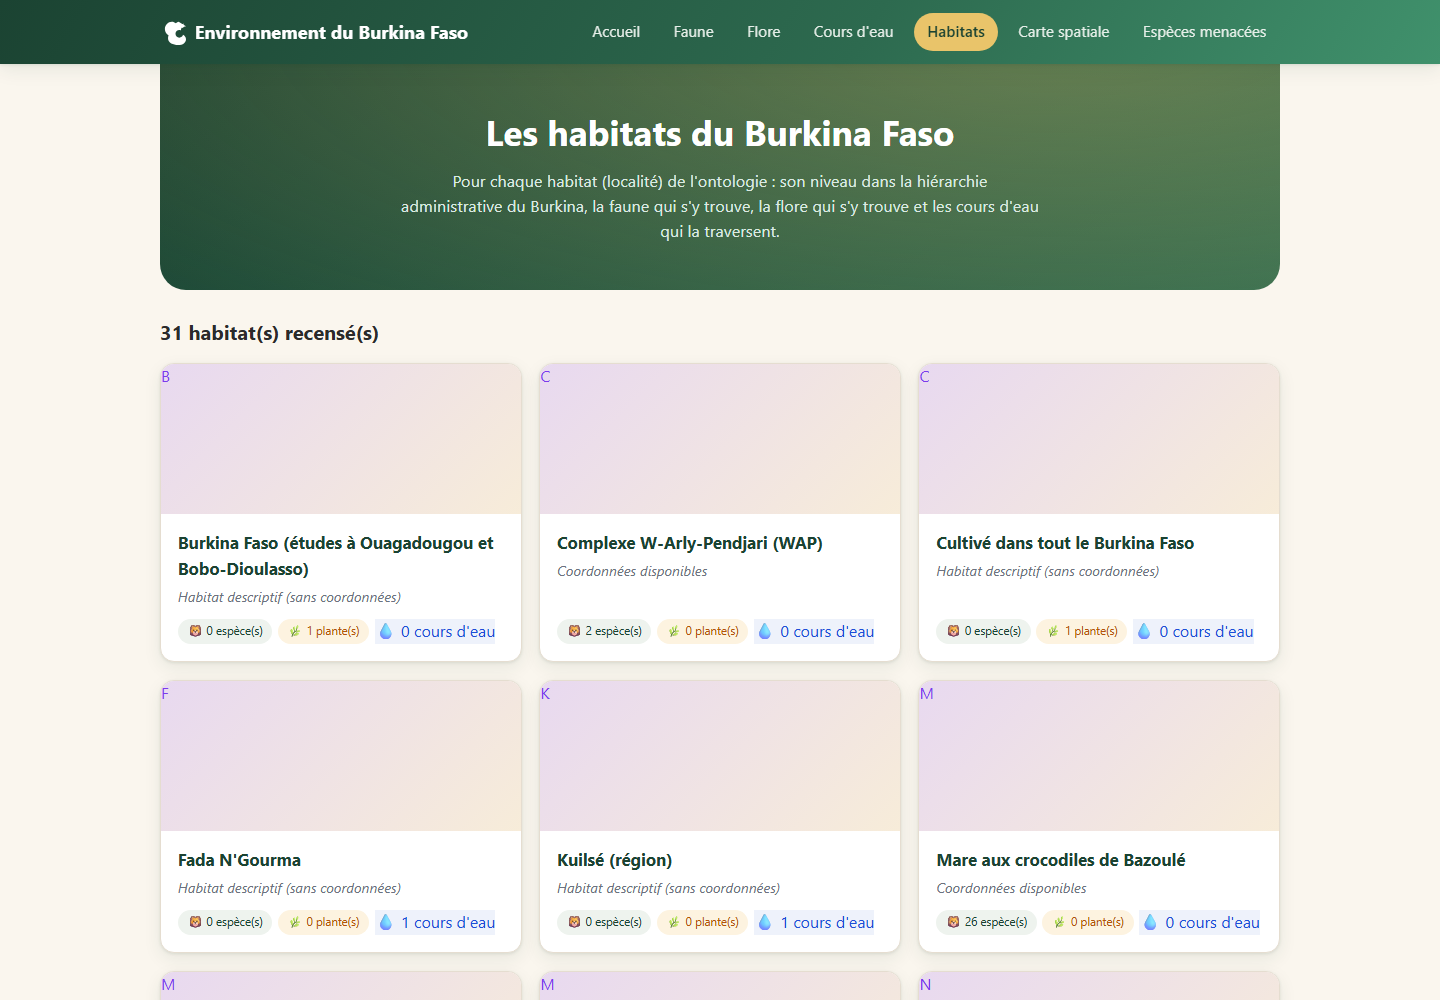 Environnement du Burkina Faso
Accueil
Faune
Flore
Cours d'eau
Habitats
Carte spatiale
Espèces menacées
Les habitats du Burkina Faso
Pour chaque habitat (localité) de l'ontologie : son niveau dans la hiérarchie
administrative du Burkina, la faune qui s'y trouve, la flore qui s'y trouve et les cours d'eau
qui la traversent.
31 habitat(s) recensé(s)
B
Burkina Faso (études à Ouagadougou et
Bobo-Dioulasso)
Habitat descriptif (sans coordonnées)
0 espèce(s)
1 plante(s)
0 cours d'eau
C
Complexe W-Arly-Pendjari (WAP)
Coordonnées disponibles
2 espèce(s)
0 plante(s)
0 cours d'eau
C
Cultivé dans tout le Burkina Faso
Habitat descriptif (sans coordonnées)
0 espèce(s)
1 plante(s)
0 cours d'eau
F
Fada N'Gourma
Habitat descriptif (sans coordonnées)
0 espèce(s)
0 plante(s)
1 cours d'eau
K
Kuilsé (région)
Habitat descriptif (sans coordonnées)
0 espèce(s)
0 plante(s)
1 cours d'eau
M
Mare aux crocodiles de Bazoulé
Coordonnées disponibles
26 espèce(s)
0 plante(s)
0 cours d'eau
M
M
N